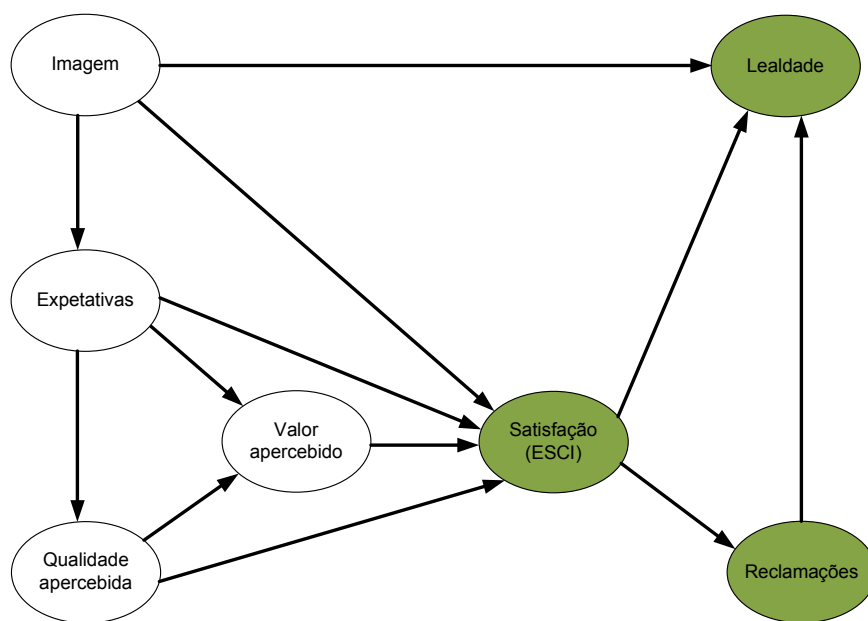 Imagem
Lealdade
Expetativas
Valor
apercebido
Satisfação
(ESCI)
Qualidade
apercebida
Reclamações